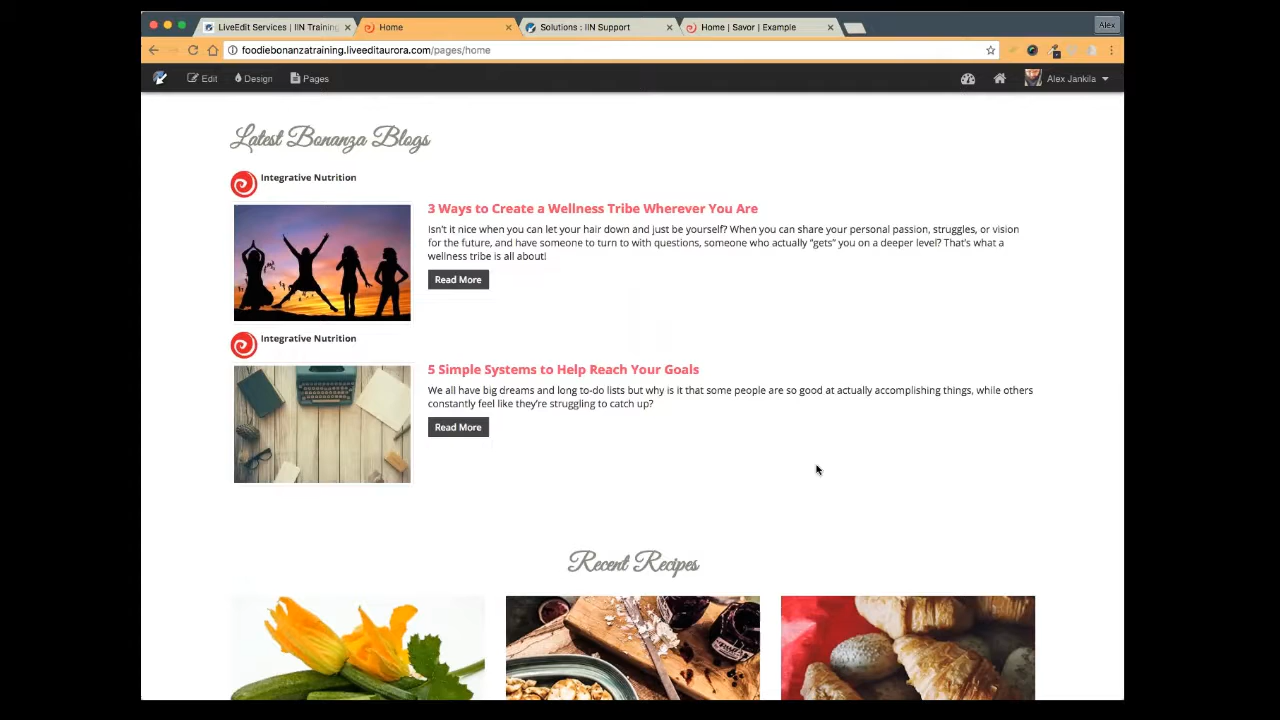 LiveEdit Services | IIN Training
Home
Solutions : IIN Support
Home | Savor | Example
Alex
foodiebonanzatraining.liveeditaurora.com/pages/home
Edit
Design
Pages
Alex Jankila
Latest Bonanza Blogs
Integrative Nutrition
3 Ways to Create a Wellness Tribe Wherever You Are
Isn't it nice when you can let your hair down and just be yourself? When you can share your personal passion, struggles, or vision
for the future, and have someone to turn to with questions, someone who actually "gets" you on a deeper level? That's what a
wellness tribe is all about!
Read More
Integrative Nutrition
5 Simple Systems to Help Reach Your Goals
We all have big dreams and long to-do lists but why is it that some people are so good at actually accomplishing things, while others
constantly feel like they're struggling to catch up?
Read More
Recent Recipes